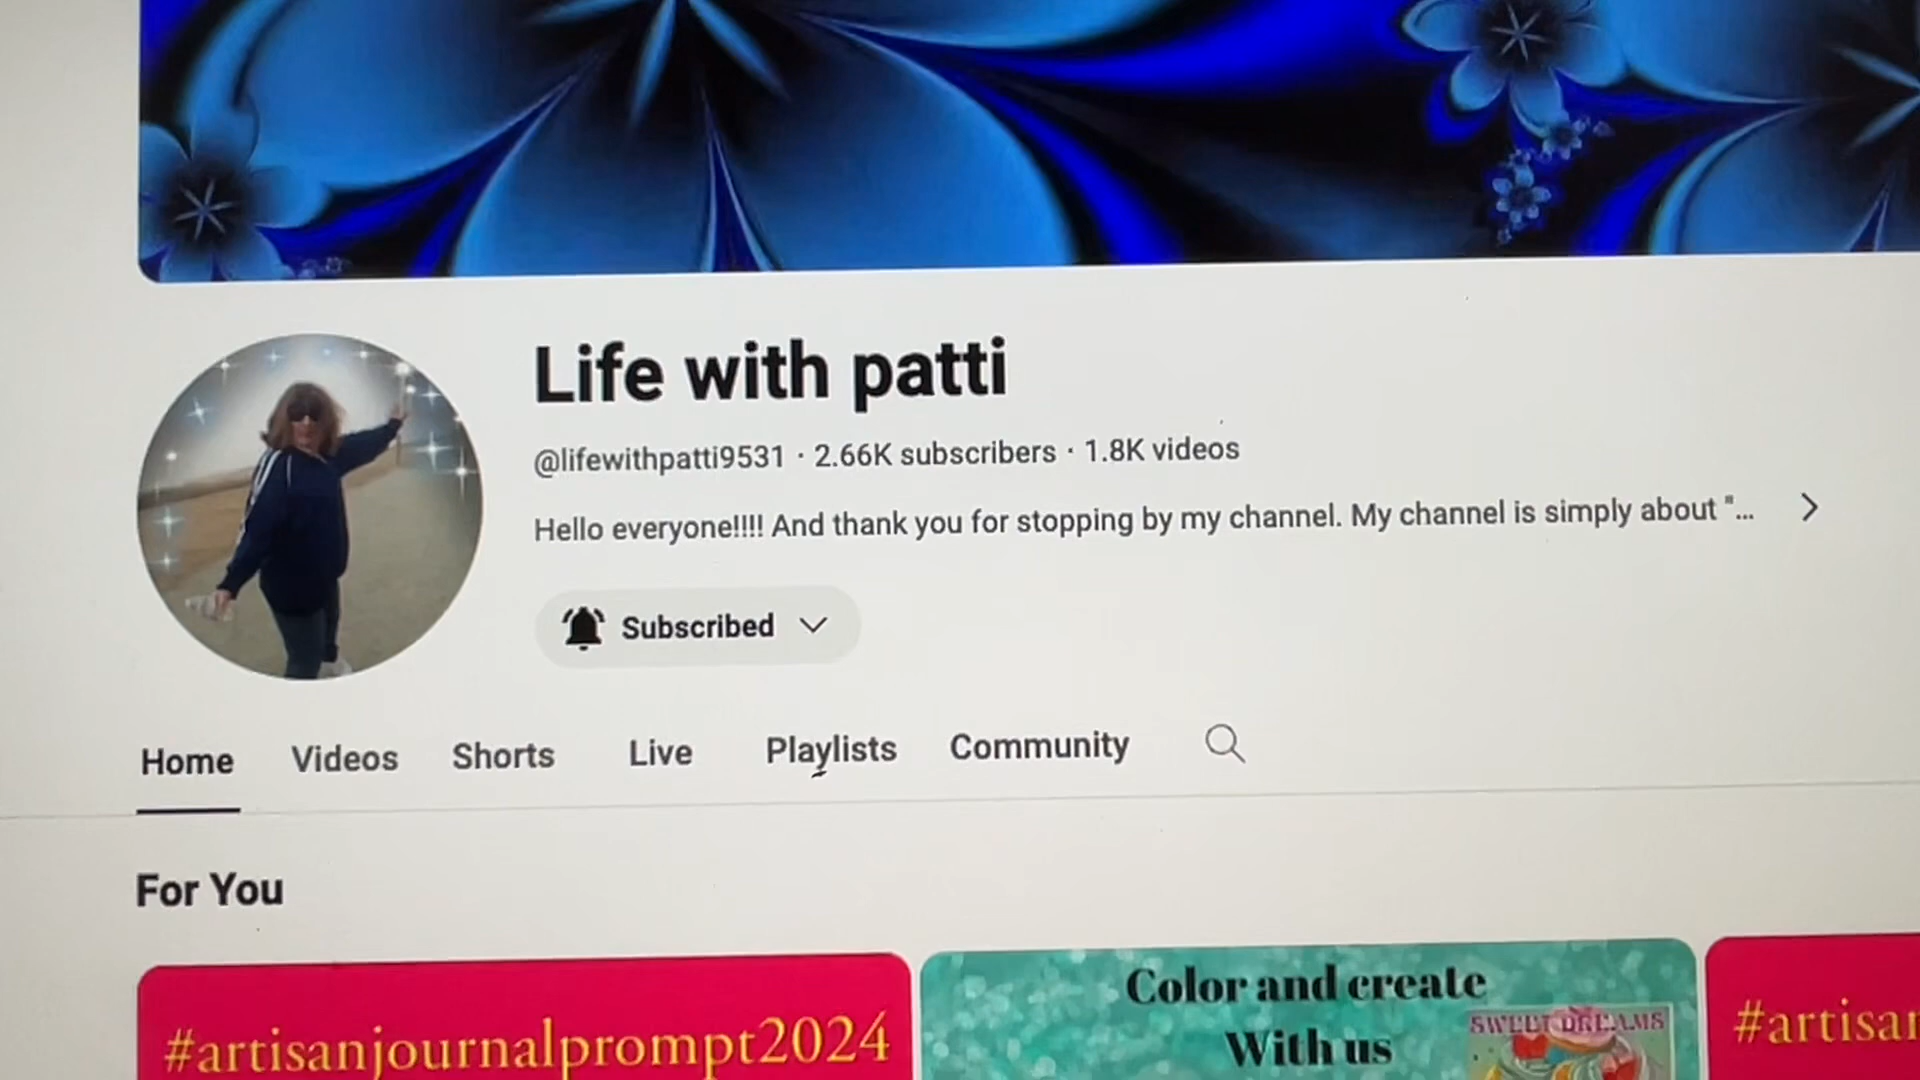 Life with patti
@lifewithpatti9531 · 2.66K subscribers · 1.8K videos
Hello everyone!!!! And thank you for stopping by my channel. My channel is simply about "...
Subscribed
Home Videos Shorts Live Playlists Community
For You
#artisanjournalprompt2024
Color and create
With us
SWEET DREAMS
#artisan